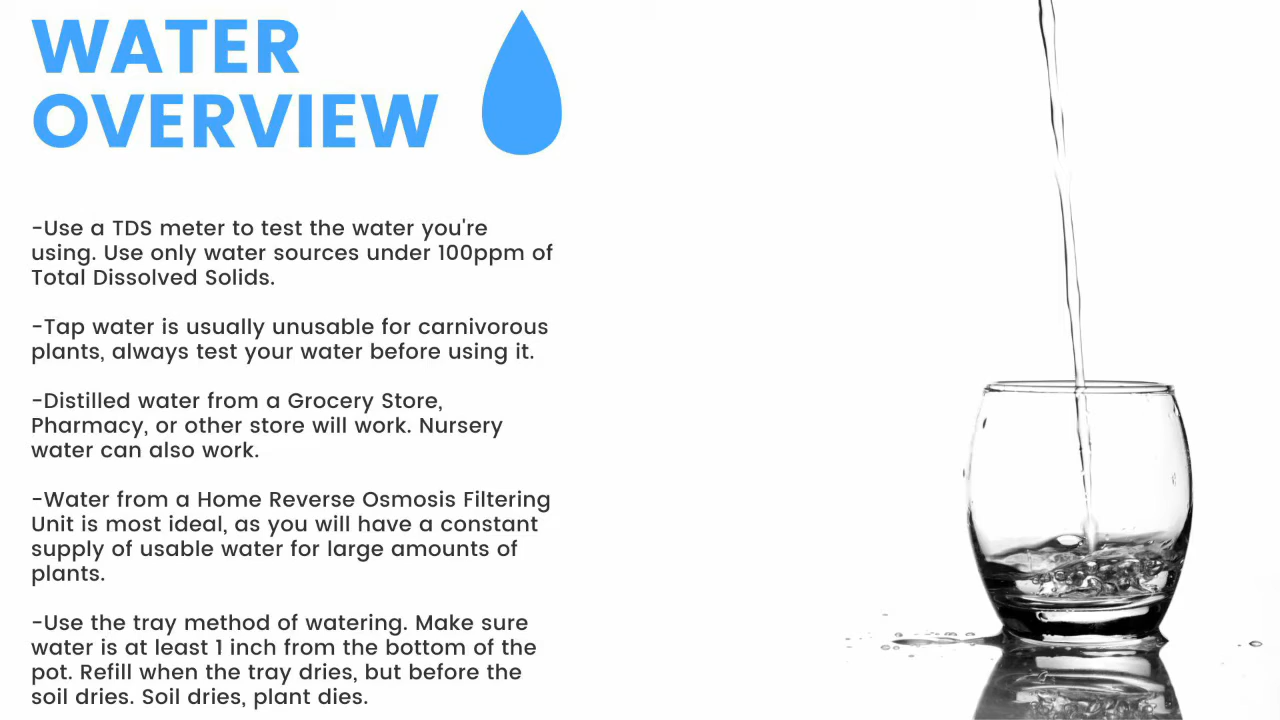 WATER
OVERVIEW
-Use a TDS meter to test the water you're
using. Use only water sources under 100ppm of
Total Dissolved Solids.
-Tap water is usually unusable for carnivorous
plants, always test your water before using it.
-Distilled water from a Grocery Store,
Pharmacy, or other store will work. Nursery
water can also work.
-Water from a Home Reverse Osmosis Filtering
Unit is most ideal, as you will have a constant
supply of usable water for large amounts of
plants.
-Use the tray method of watering. Make sure
water is at least 1 inch from the bottom of the
pot. Refill when the tray dries, but before the
soil dries. Soil dries, plant dies.